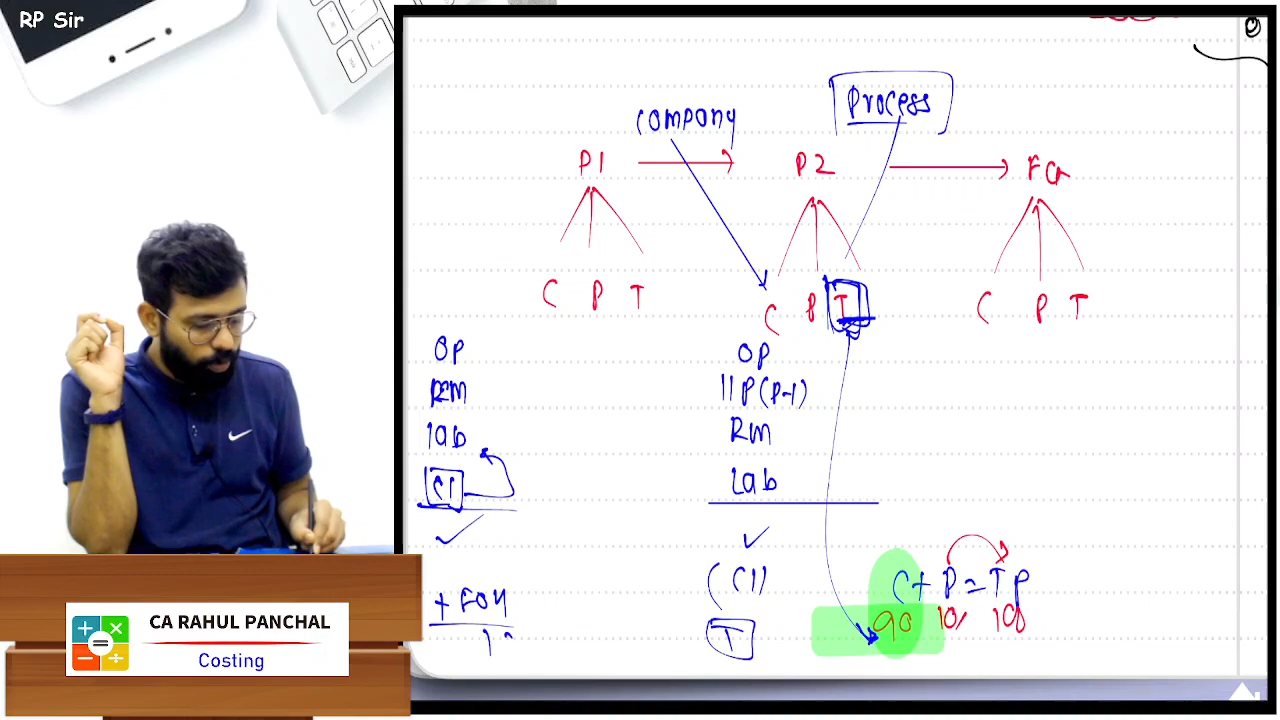 RP Sir
Process
Company
P1 P2 FG
C P T
C P T
C P T
OP
RM
lab
CI
+ FOH
OP
IIP(P-1)
RM
Lab
(CI)
T
C + P = TP
90 10% 100
CA RAHUL PANCHAL
Costing